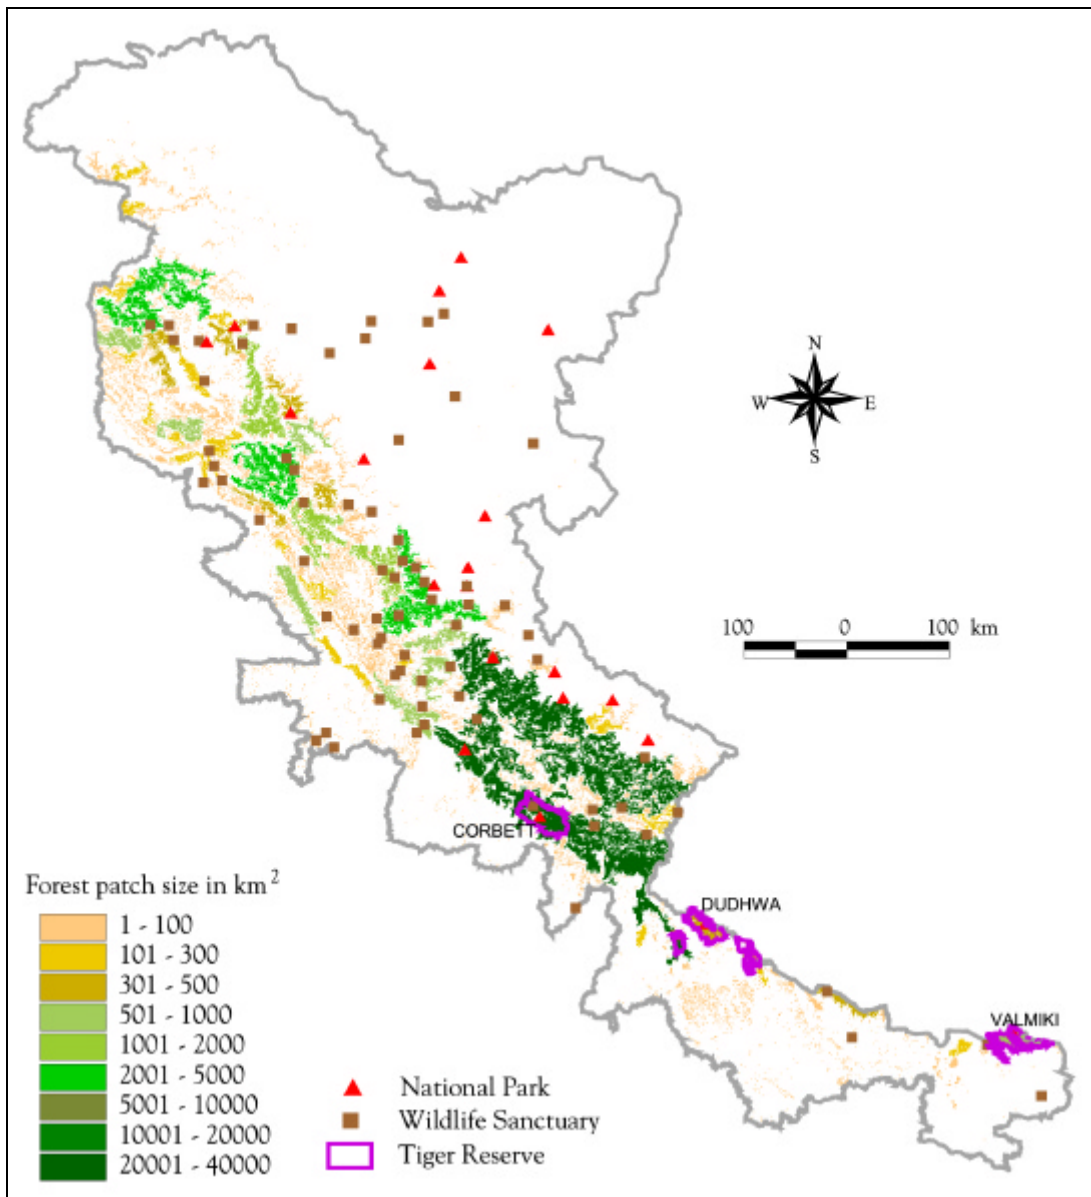 N
W E
S
100 0 100 km
CORBETT
DUDHWA
VALMIKI
Forest patch size in km²
1 - 100
101 - 300
301 - 500
501 - 1000
1001 - 2000
2001 - 5000
5001 - 10000
10001 - 20000
20001 - 40000
National Park
Wildlife Sanctuary
Tiger Reserve